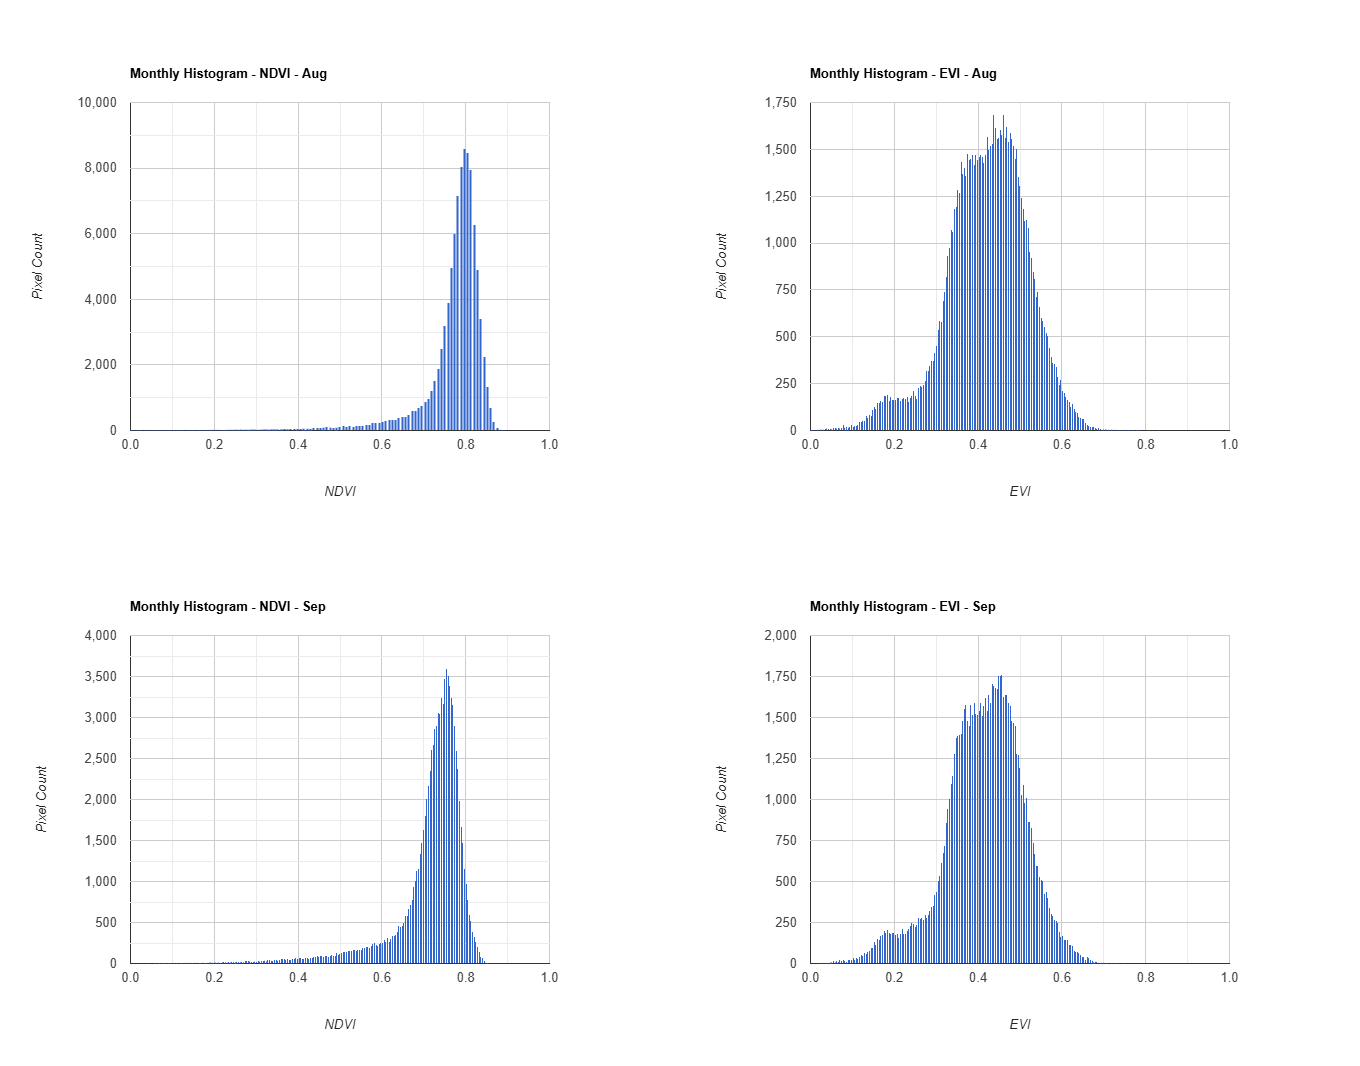 Monthly Histogram - NDVI - Aug
10,000
8,000
6,000
4,000
2,000
0
Pixel Count
0.0 0.2 0.4 0.6 0.8 1.0
NDVI
Monthly Histogram - EVI - Aug
1,750
1,500
1,250
1,000
750
500
250
0
Pixel Count
0.0 0.2 0.4 0.6 0.8 1.0
EVI
Monthly Histogram - NDVI - Sep
4,000
3,500
3,000
2,500
2,000
1,500
1,000
500
0
Pixel Count
0.0 0.2 0.4 0.6 0.8 1.0
NDVI
Monthly Histogram - EVI - Sep
2,000
1,750
1,500
1,250
1,000
750
500
250
0
Pixel Count
0.0 0.2 0.4 0.6 0.8 1.0
EVI